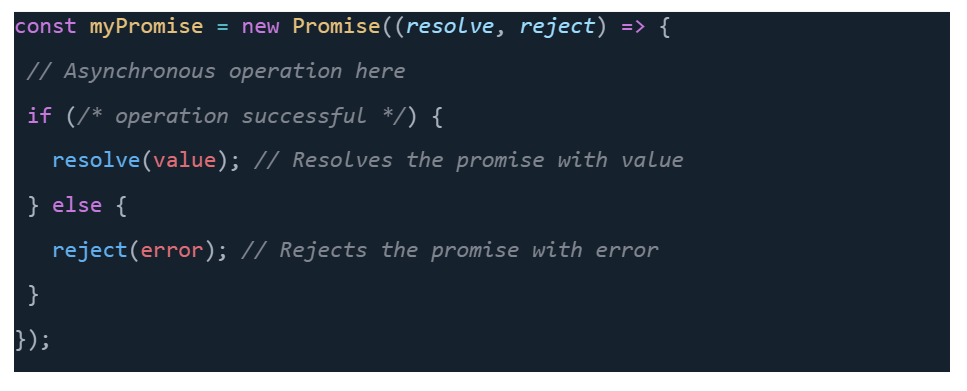 const myPromise = new Promise((resolve, reject) => {
 // Asynchronous operation here
 if (/* operation successful */) {
   resolve(value); // Resolves the promise with value
 } else {
   reject(error); // Rejects the promise with error
 }
});